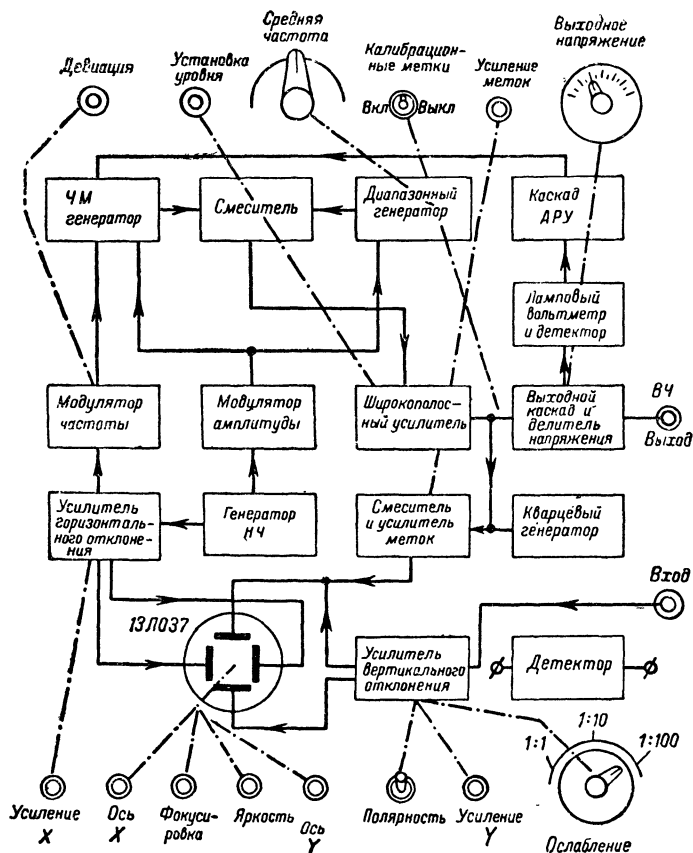 Средняя
частота
Девиация
Установка
уровня
Калибрацион-
ные метки
Вкл Выкл
Усиление
меток
Выходное
напряжение
ЧМ
генератор
Смеситель
Диапазонный
генератор
Каскад
АРУ
Ламповый
вольтметр
и детектор
Модулятор
частоты
Модулятор
амплитуды
Широкополос-
ный усилитель
Выходной
каскад и
делитель
напряжения
ВЧ
Выход
Усилитель
горизонталь-
ного отклоне-
ния
Генератор
НЧ
Смеситель
и усилитель
меток
Кварцевый
генератор
13ЛО37
Вход
Усилитель
вертикального
отклонения
Детектор
1:1
1:10
1:100
Усиление
X
Ось
X
Фокуси-
ровка
Яркость
Ось
Y
Полярность
Усиление
Y
Ослабление